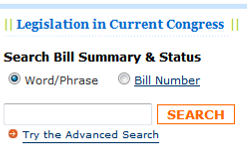 || Legislation in Current Congress ||
Search Bill Summary & Status
Word/Phrase Bill Number
SEARCH
Try the Advanced Search